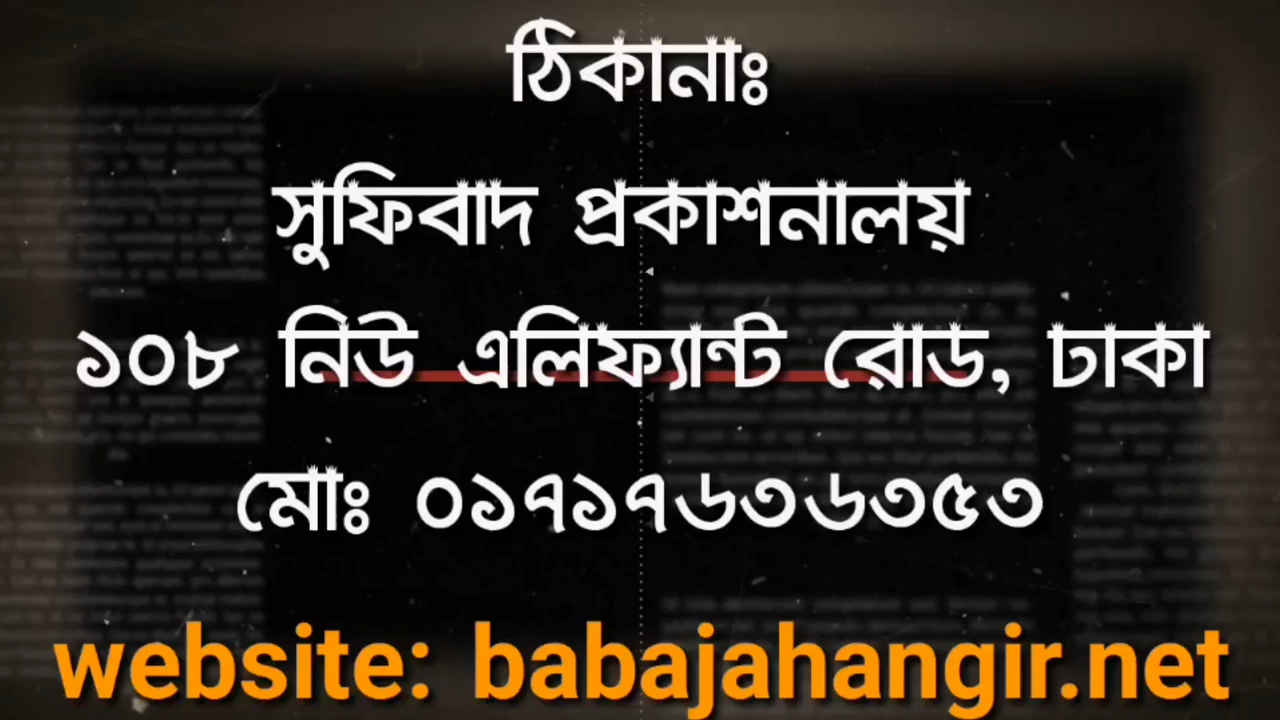 ঠিকানাঃ
সুফিবাদ প্রকাশনালয়
১০৮ নিউ এলিফ্যান্ট রোড, ঢাকা
মোঃ ০১৭১৭৬৩৬৩৫৩
website: babajahangir.net